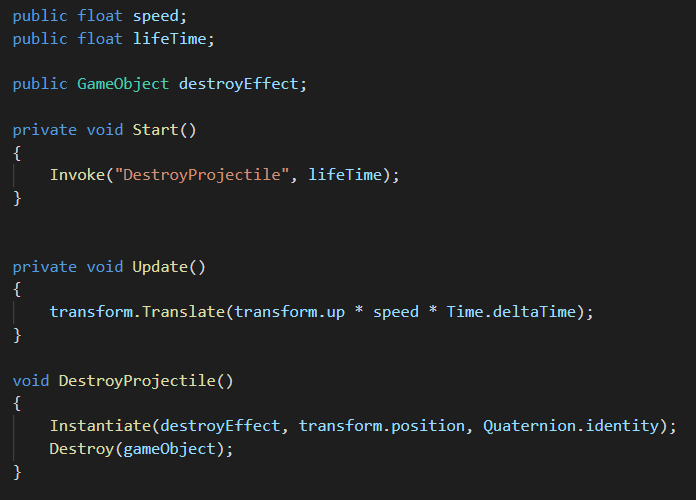 public float speed;
public float lifeTime;
public GameObject destroyEffect;
private void Start()
{
Invoke("DestroyProjectile", lifeTime);
}
private void Update()
{
transform.Translate(transform.up * speed * Time.deltaTime);
}
void DestroyProjectile()
{
Instantiate(destroyEffect, transform.position, Quaternion.identity);
Destroy(gameObject);
}